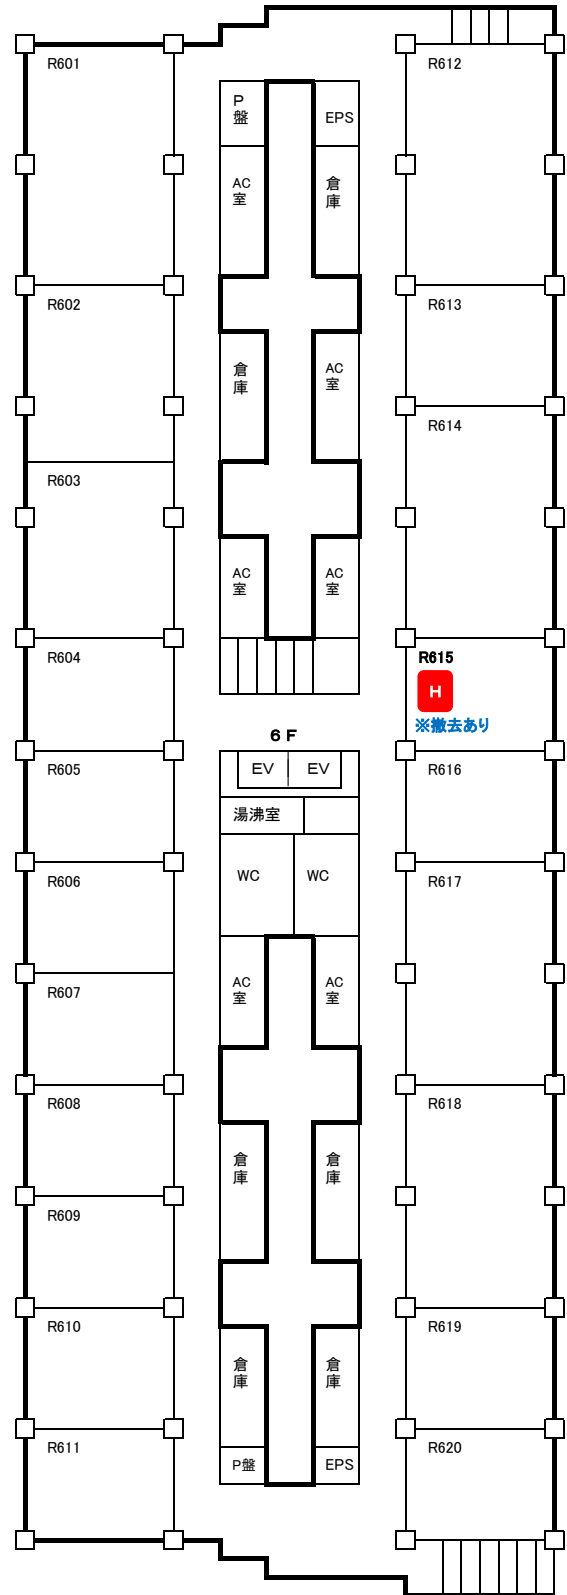 R601
R612
P
盤
EPS
AC
室
倉
庫
R602
R613
倉
庫
AC
室
R614
R603
AC
室
AC
室
R604
R615
H
※撤去あり
6F
R605
EV
EV
R616
湯沸室
R606
WC
WC
R617
R607
AC
室
AC
室
R608
R618
倉
庫
倉
庫
R609
R610
R619
倉
庫
倉
庫
R611
P盤
EPS
R620